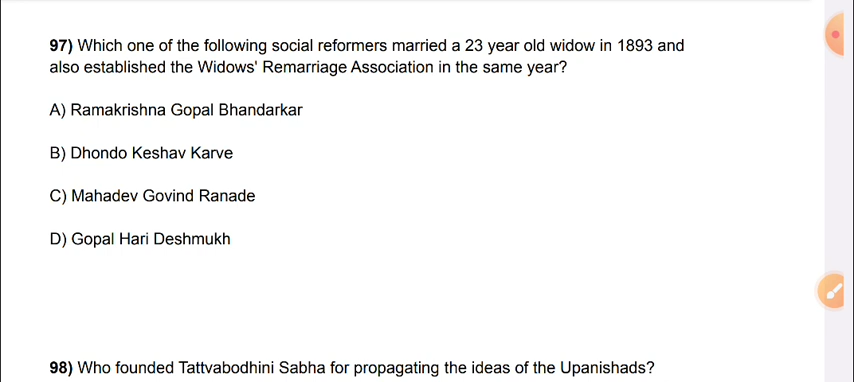 97) Which one of the following social reformers married a 23 year old widow in 1893 and
also established the Widows' Remarriage Association in the same year?
A) Ramakrishna Gopal Bhandarkar
B) Dhondo Keshav Karve
C) Mahadev Govind Ranade
D) Gopal Hari Deshmukh
98) Who founded Tattvabodhini Sabha for propagating the ideas of the Upanishads?